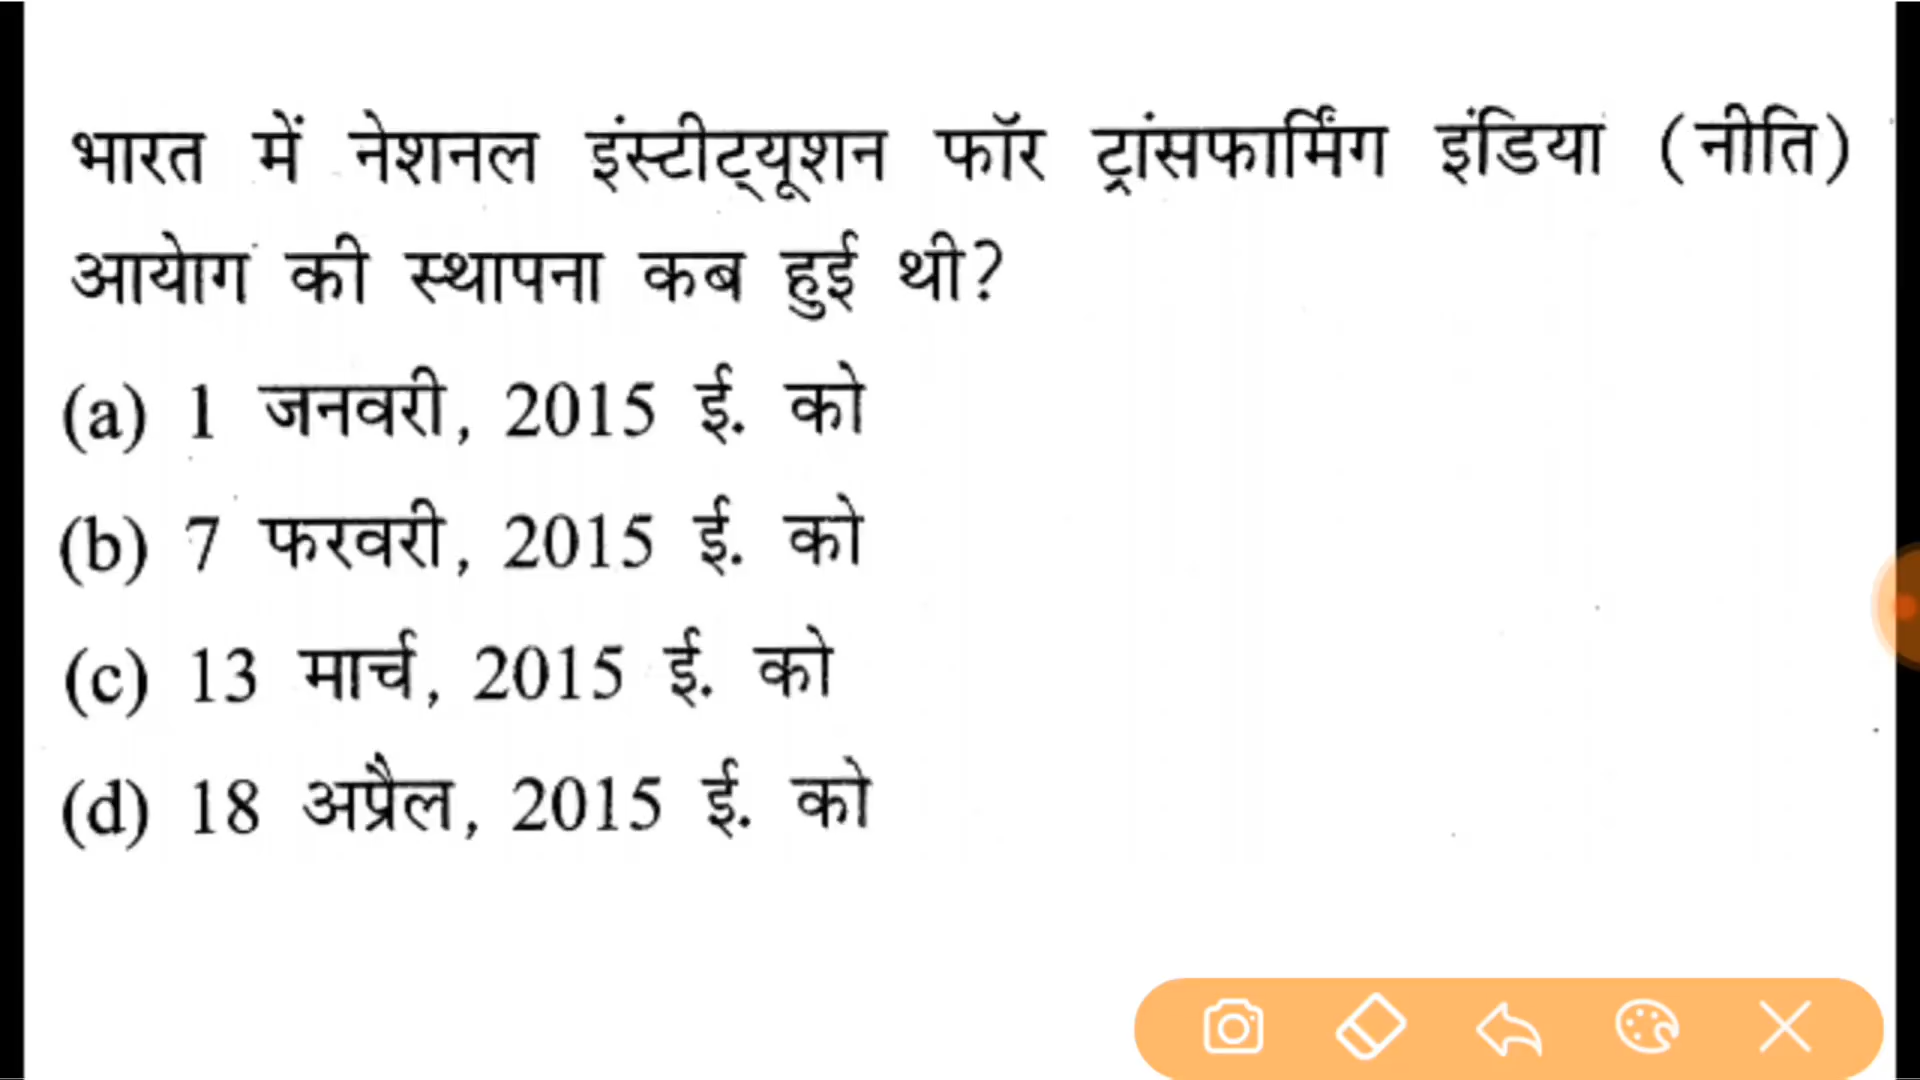 भारत में नेशनल इंस्टीट्यूशन फॉर ट्रांसफार्मिंग इंडिया (नीति)
आयेाग की स्थापना कब हुई थी?
(a) 1 जनवरी, 2015 ई. को
(b) 7 फरवरी, 2015 ई. को
(c) 13 मार्च, 2015 ई. को
(d) 18 अप्रैल, 2015 ई. को